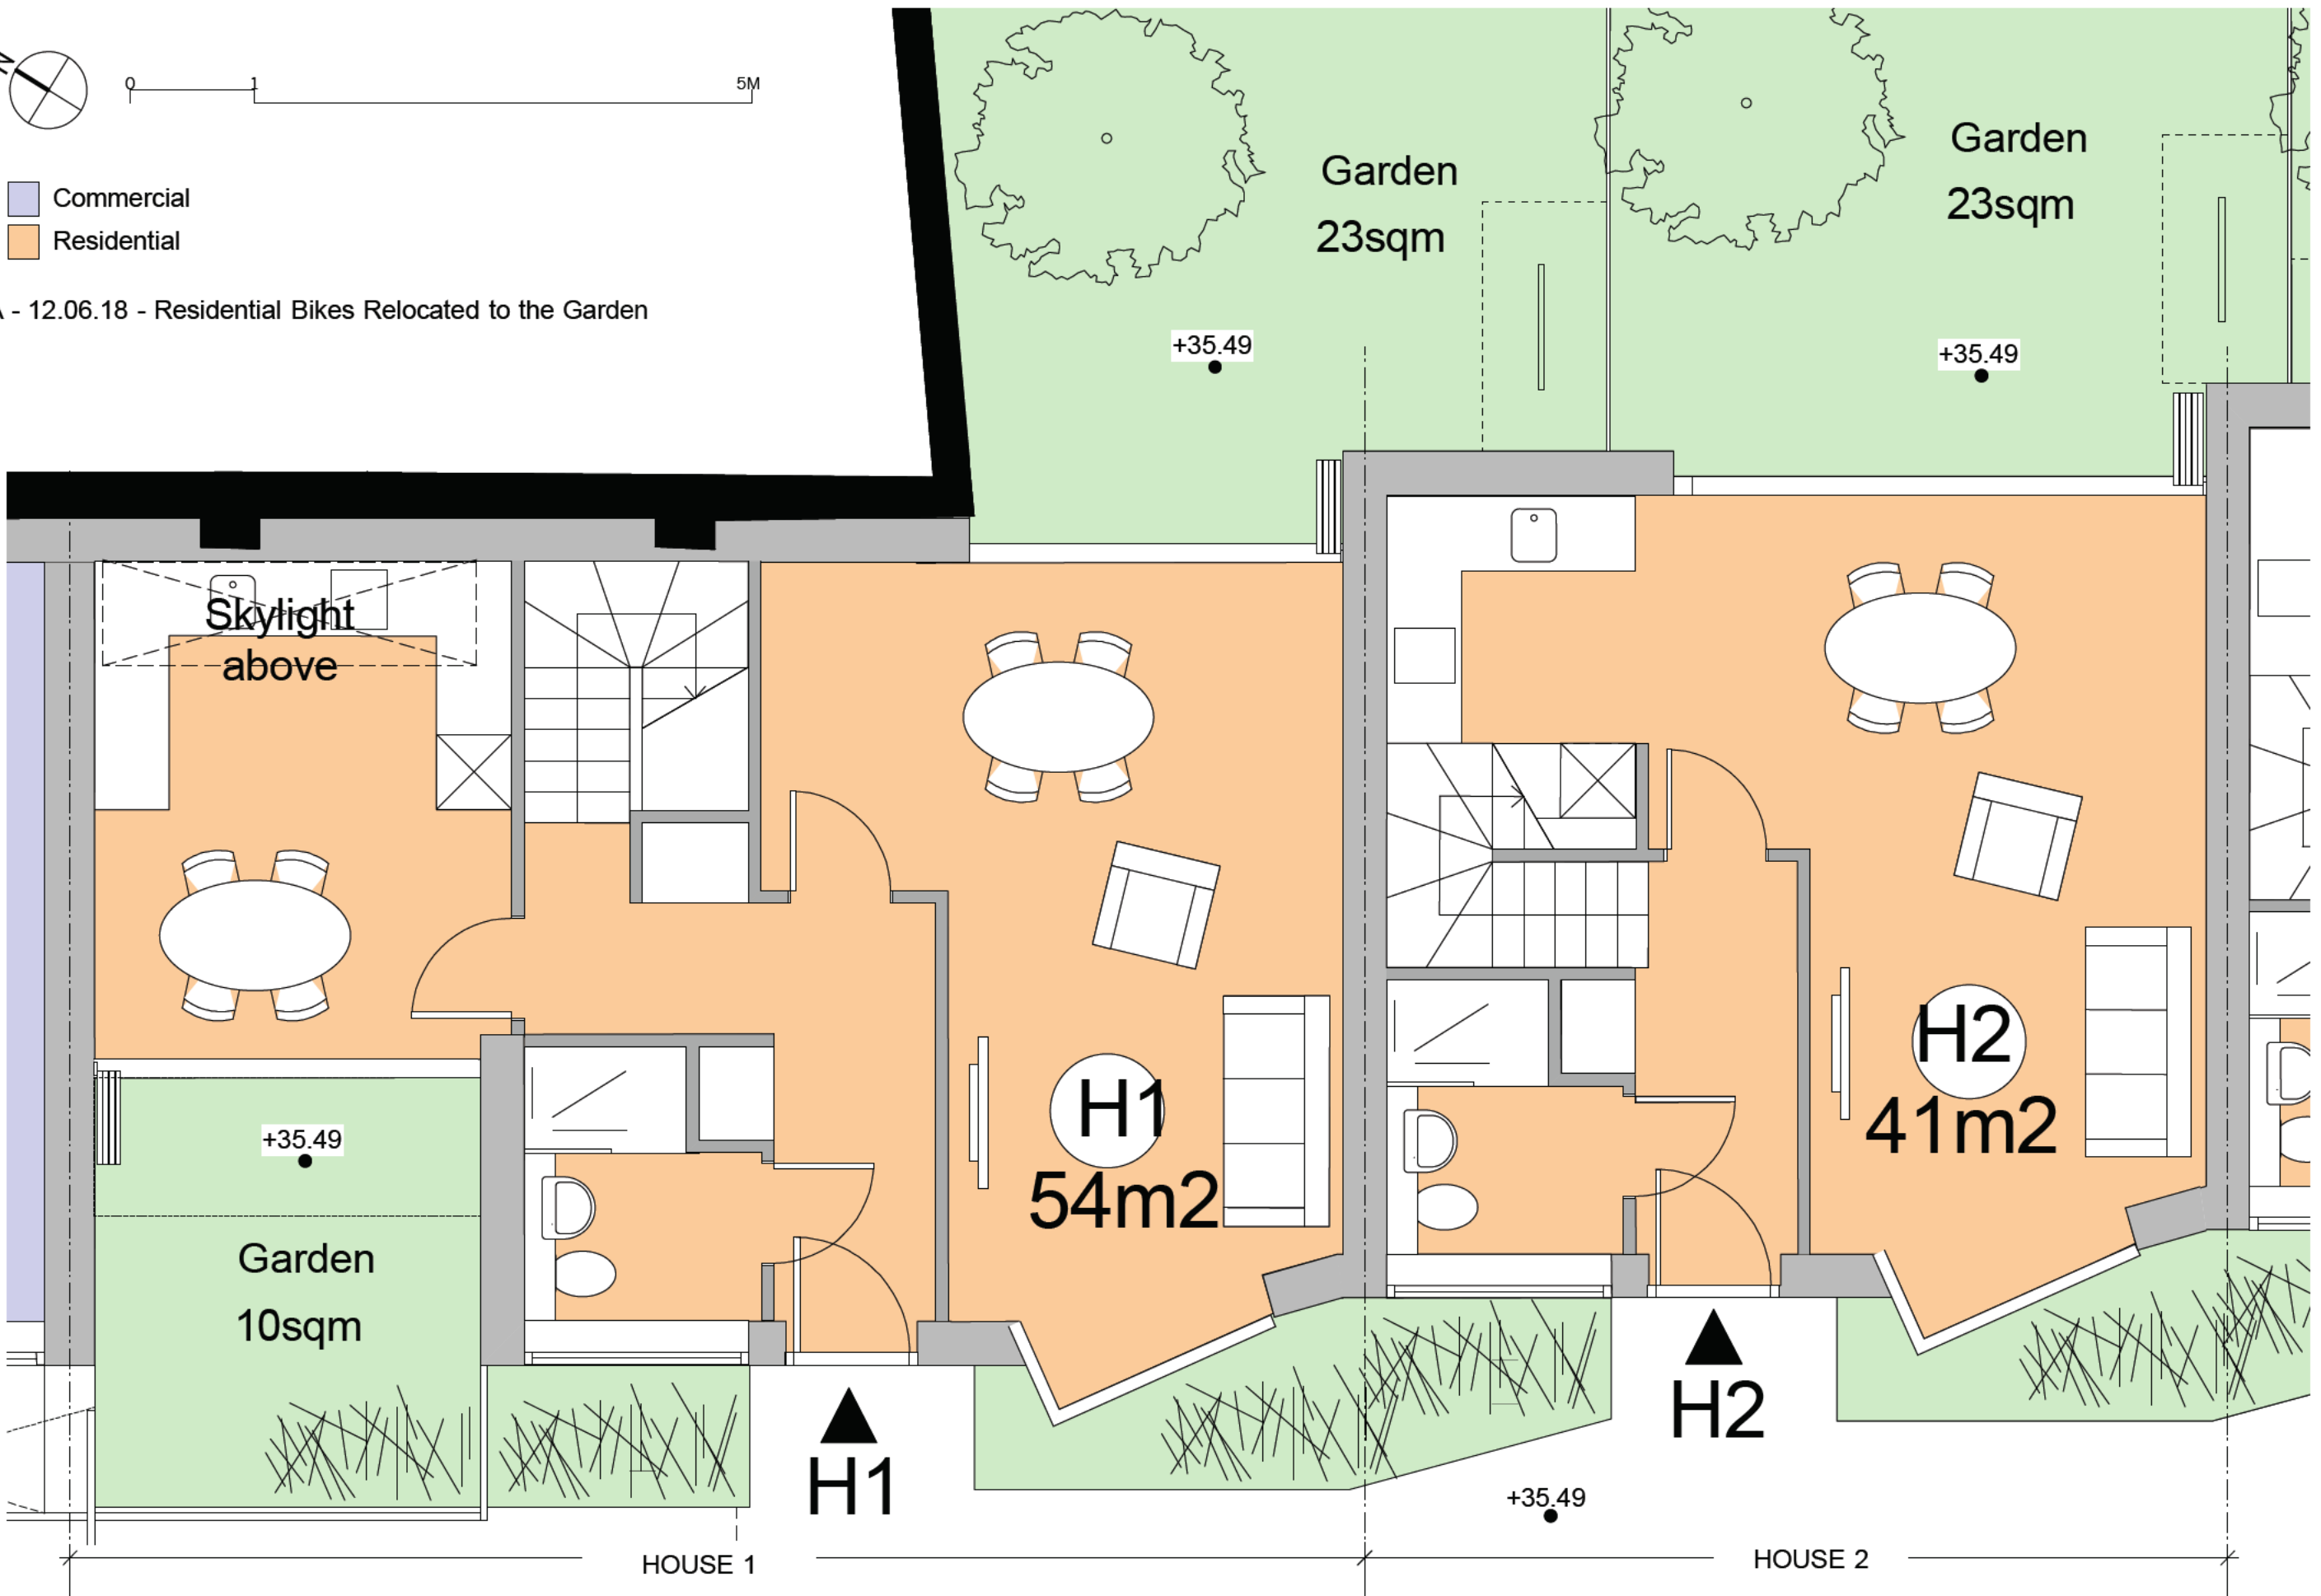 N
0 1 5M
Commercial
Residential
A - 12.06.18 - Residential Bikes Relocated to the Garden
Garden
23sqm
Garden
23sqm
+35.49
+35.49
Skylight
above
H1
54m2
H2
41m2
+35.49
Garden
10sqm
H1
H2
+35.49
HOUSE 1
HOUSE 2